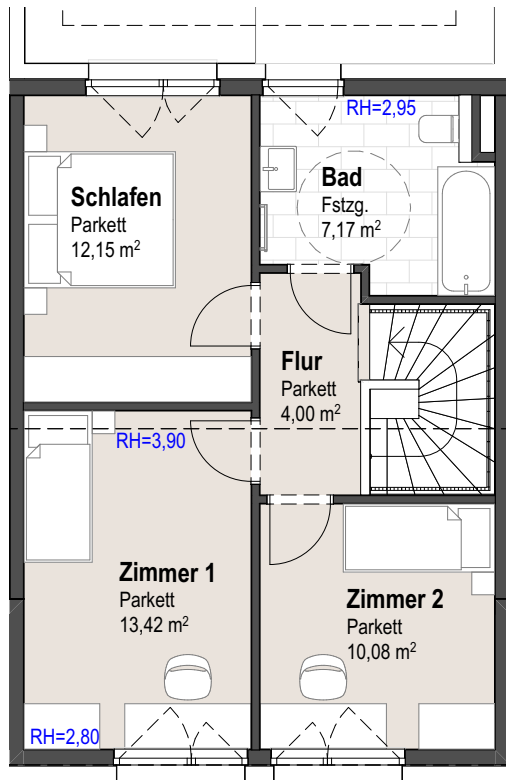 RH=2,95
Schlafen
Parkett
12,15 m²
Bad
Fstzg.
7,17 m²
Flur
Parkett
4,00 m²
RH=3,90
Zimmer 1
Parkett
13,42 m²
Zimmer 2
Parkett
10,08 m²
RH=2,80